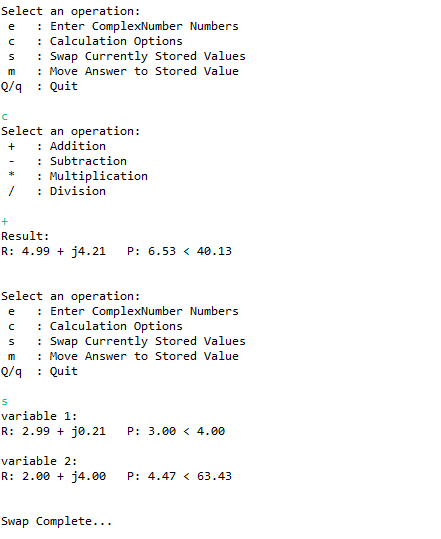 Select an operation:
e : Enter ComplexNumber Numbers
c : Calculation Options
s : Swap Currently Stored Values
m : Move Answer to Stored Value
Q/q : Quit
c
Select an operation:
+ : Addition
- : Subtraction
* : Multiplication
/ : Division
+
Result:
R: 4.99 + j4.21 P: 6.53 < 40.13
Select an operation:
e : Enter ComplexNumber Numbers
c : Calculation Options
s : Swap Currently Stored Values
m : Move Answer to Stored Value
Q/q : Quit
s
variable 1:
R: 2.99 + j0.21 P: 3.00 < 4.00
variable 2:
R: 2.00 + j4.00 P: 4.47 < 63.43
Swap Complete...